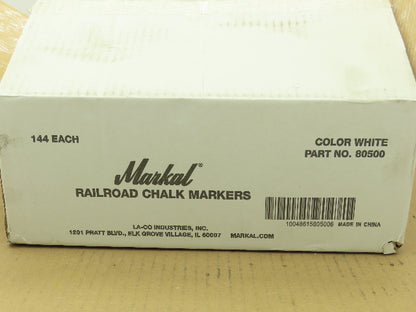 144 EACH
COLOR WHITE
PART NO. 80500
Markal®
RAILROAD CHALK MARKERS
LA-CO INDUSTRIES, INC.
1201 PRATT BLVD., ELK GROVE VILLAGE, IL 60007 MARKAL.COM
10048615805006 MADE IN CHINA